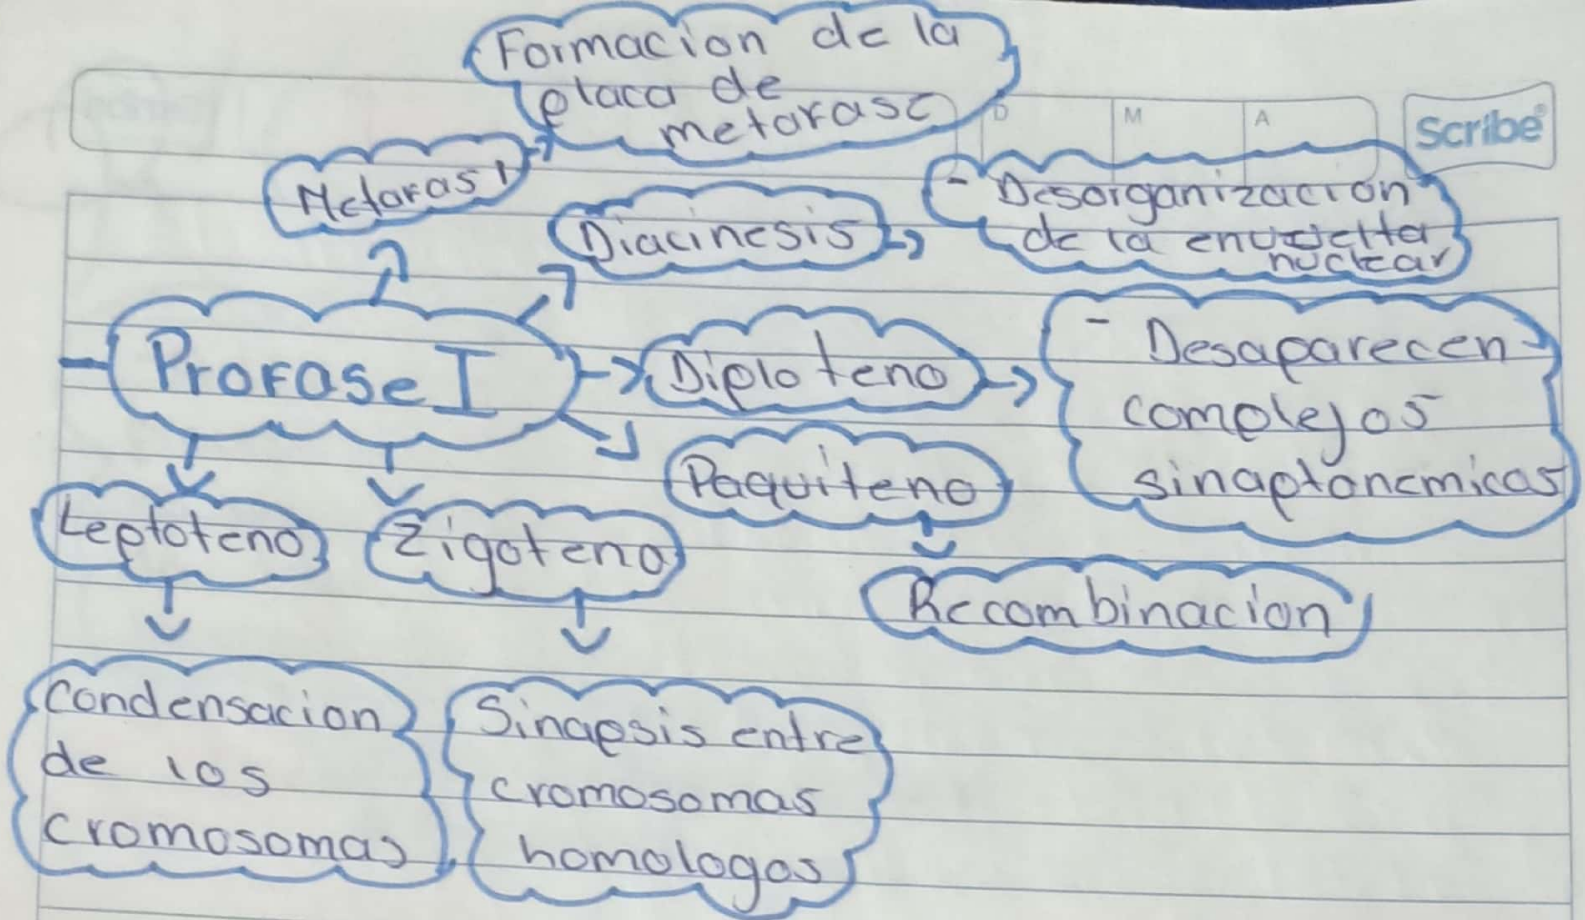 Formacion de la
placa de
metafase
D
M
A
Scribe
Metafas I
Diacinesis
- Desorganizacion
de la envuelta
nuclear
Profase I
Diploteno
- Desaparecen
complejos
sinaptonemicos
Paquiteno
Recombinacion
Leptoteno
Zigoteno
Condensacion
de los
cromosomas
Sinapsis entre
cromosomas
homologos